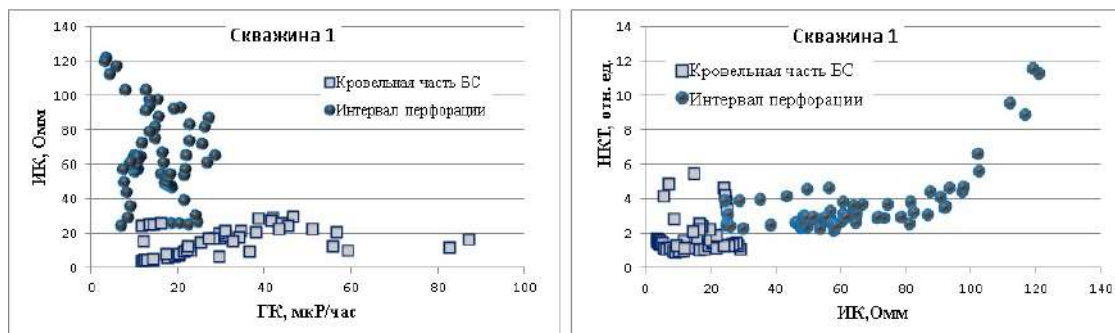 Скважина 1
140
120
100
80
60
40
20
0
ИК, Омм
Кровельная часть БС
Интервал перфорации
0 20 40 60 80 100
ГК, мкР/час
Скважина 1
14
12
10
8
6
4
2
0
НКТ, отн. ед.
Кровельная часть БС
Интервал перфорации
0 20 40 60 80 100 120 140
ИК,Омм